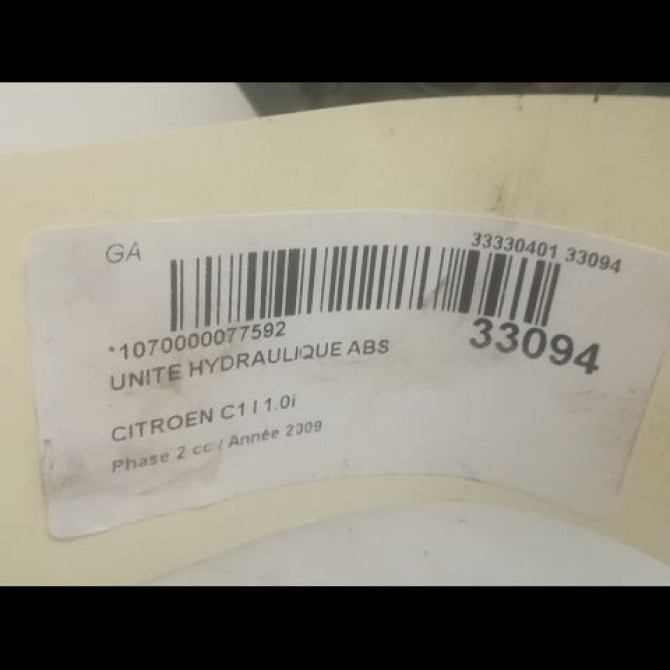 GA
33330401 33094
*1070000077592
33094
UNITE HYDRAULIQUE ABS
CITROEN C1 I 1.0i
Phase 2 cc / Année 2009